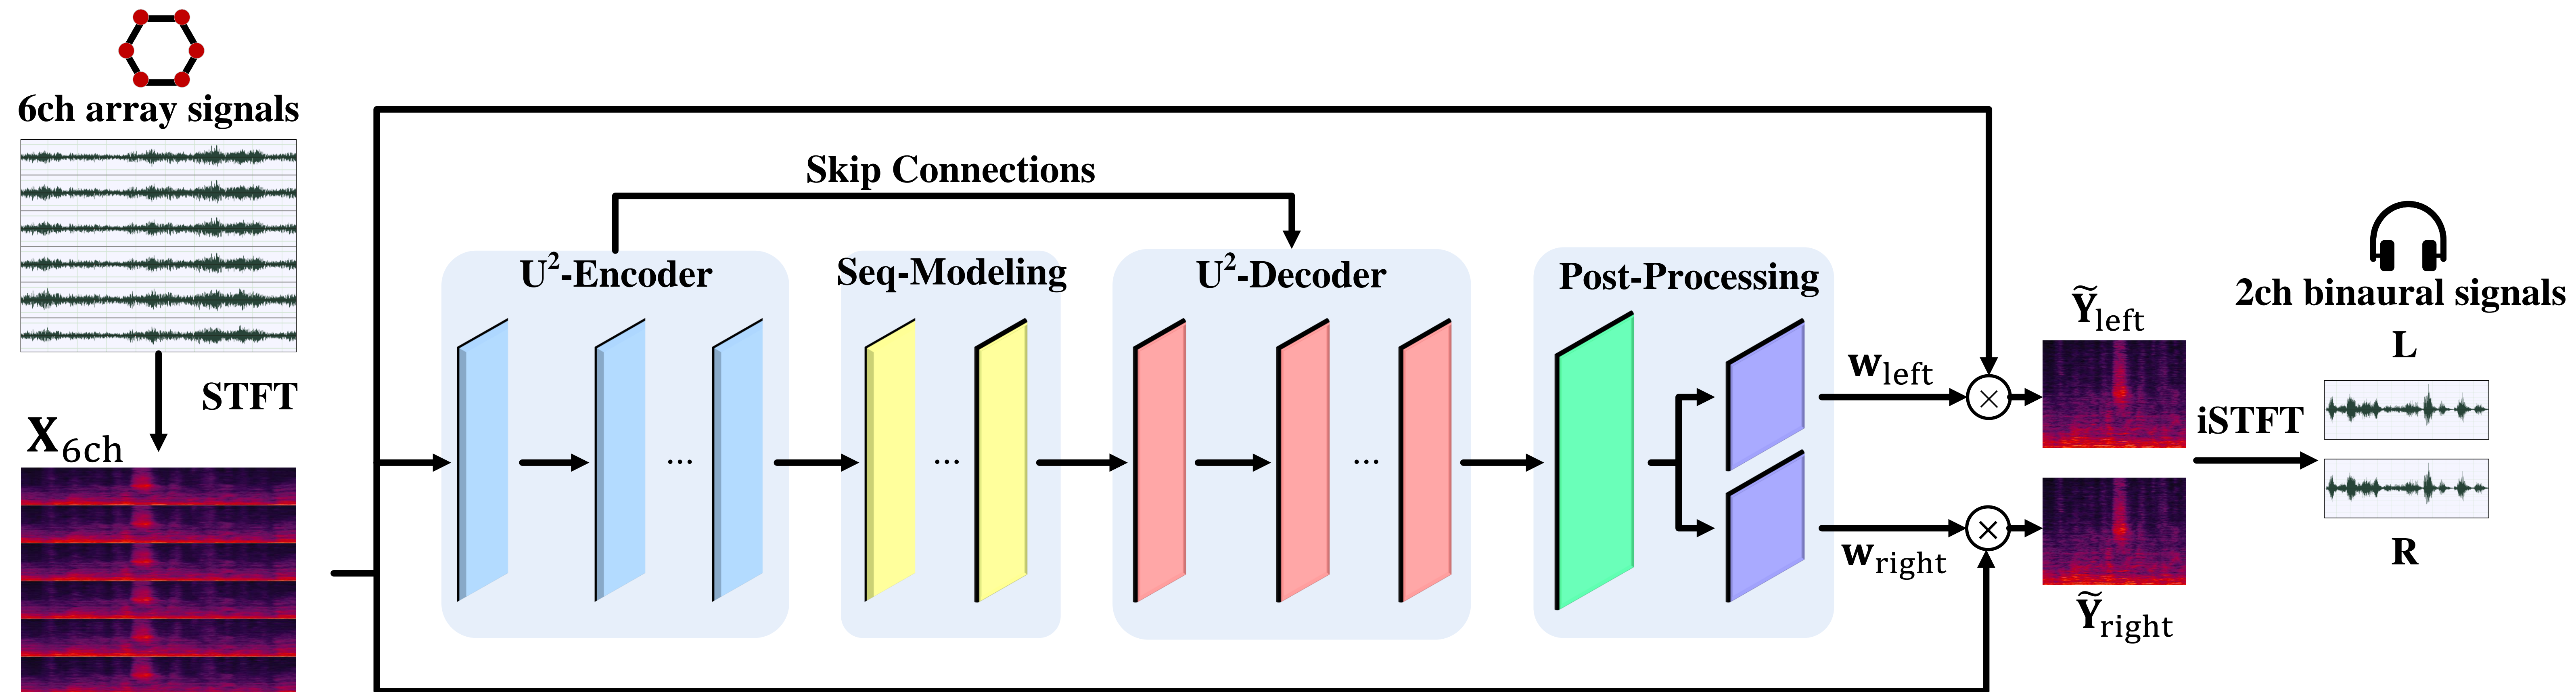 6ch array signals
STFT
X6ch
Skip Connections
U²-Encoder
...
Seq-Modeling
...
U²-Decoder
...
Post-Processing
wleft
×
wright
×
Ỹleft
Ỹright
iSTFT
2ch binaural signals
L
R